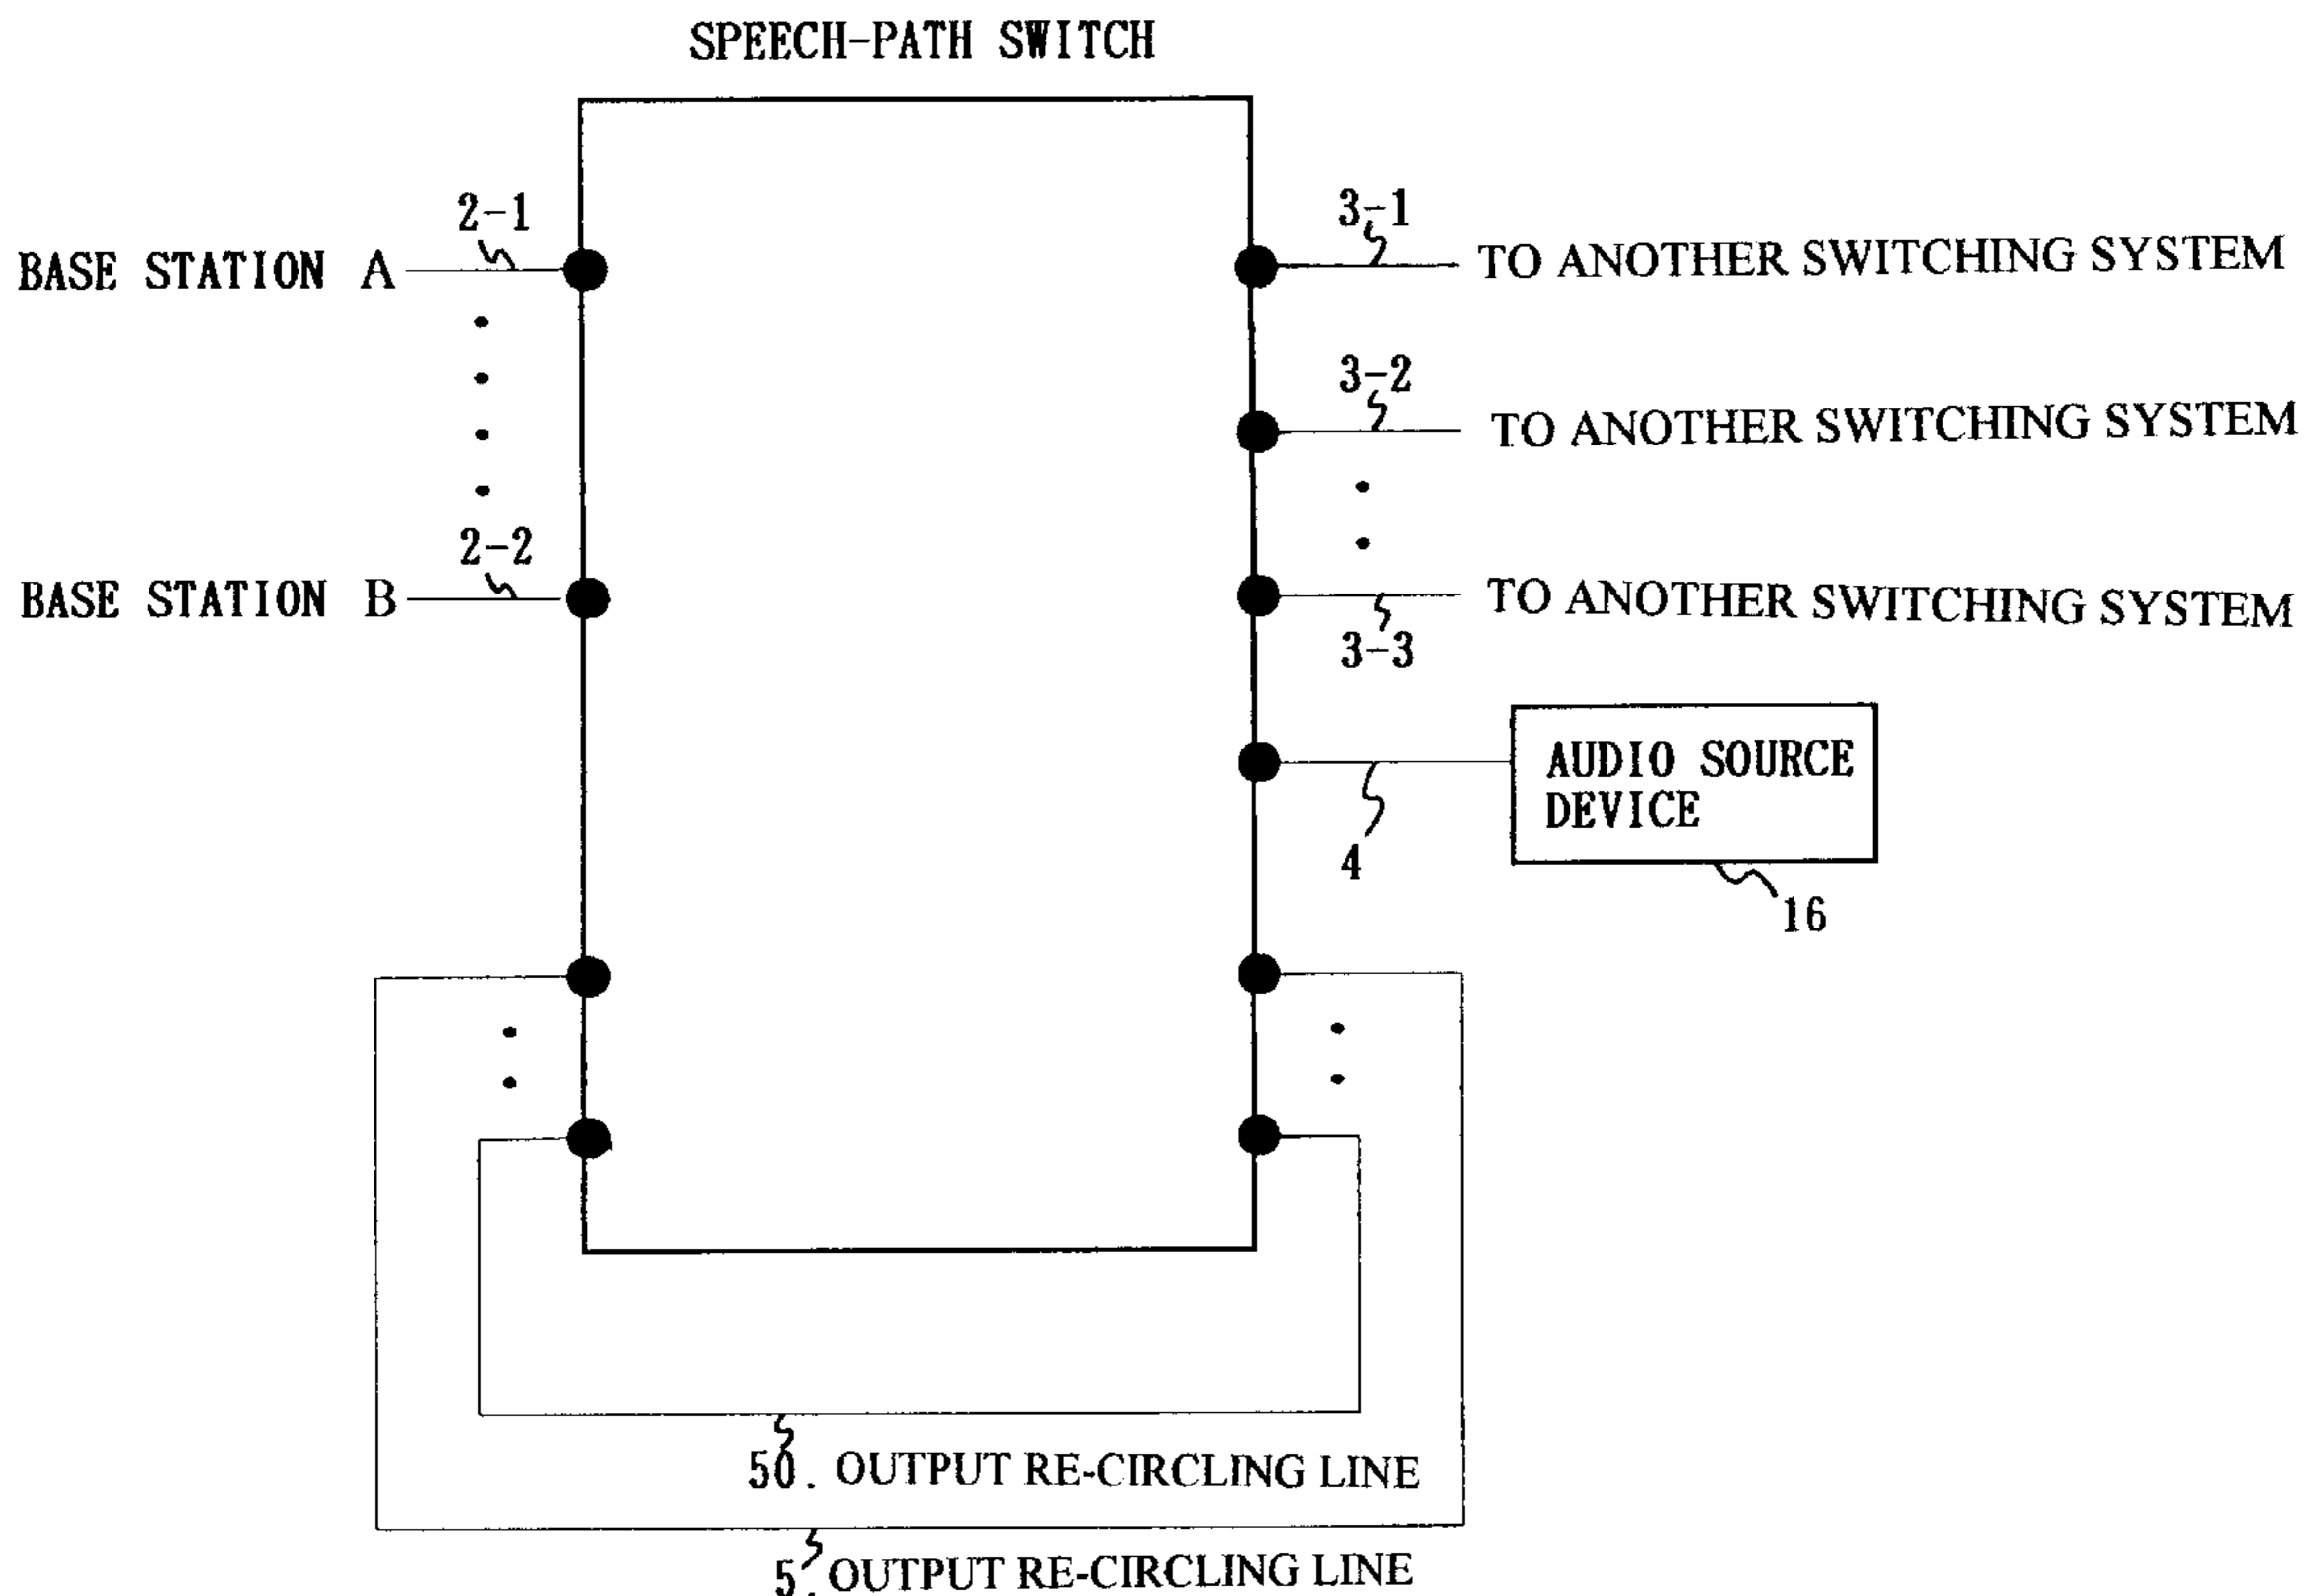 SPEECH-PATH SWITCH
2-1
3-1
BASE STATION A
TO ANOTHER SWITCHING SYSTEM
3-2
TO ANOTHER SWITCHING SYSTEM
2-2
BASE STATION B
TO ANOTHER SWITCHING SYSTEM
3-3
AUDIO SOURCE
DEVICE
4
16
50. OUTPUT RE-CIRCLING LINE
5. OUTPUT RE-CIRCLING LINE